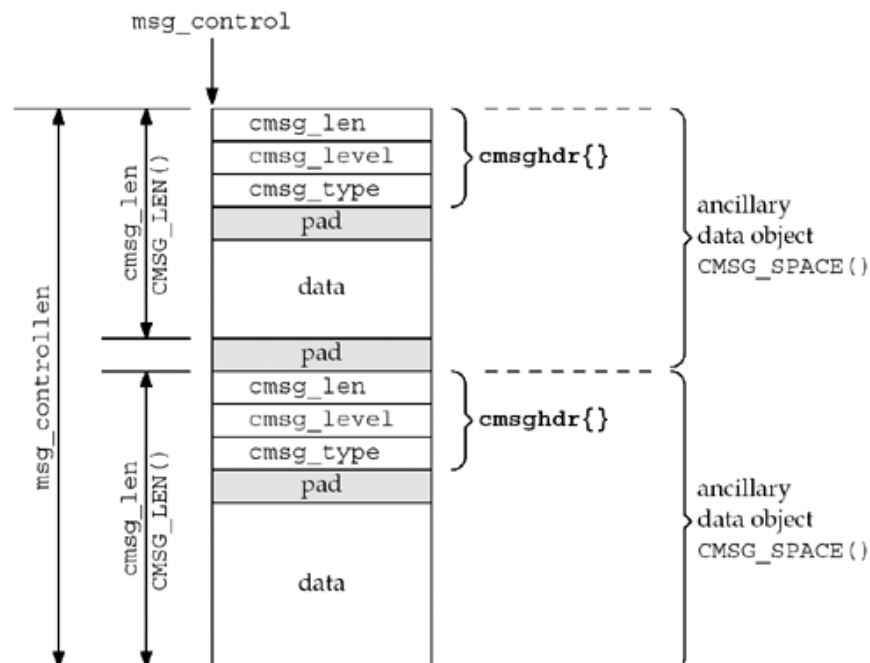 msg_control
cmsg_len
cmsg_level
cmsg_type
pad
data
pad
cmsg_len
cmsg_level
cmsg_type
pad
data
cmsghdr{}
cmsghdr{}
ancillary
data object
CMSG_SPACE()
ancillary
data object
CMSG_SPACE()
msg_controllen
cmsg_len
CMSG_LEN()
cmsg_len
CMSG_LEN()